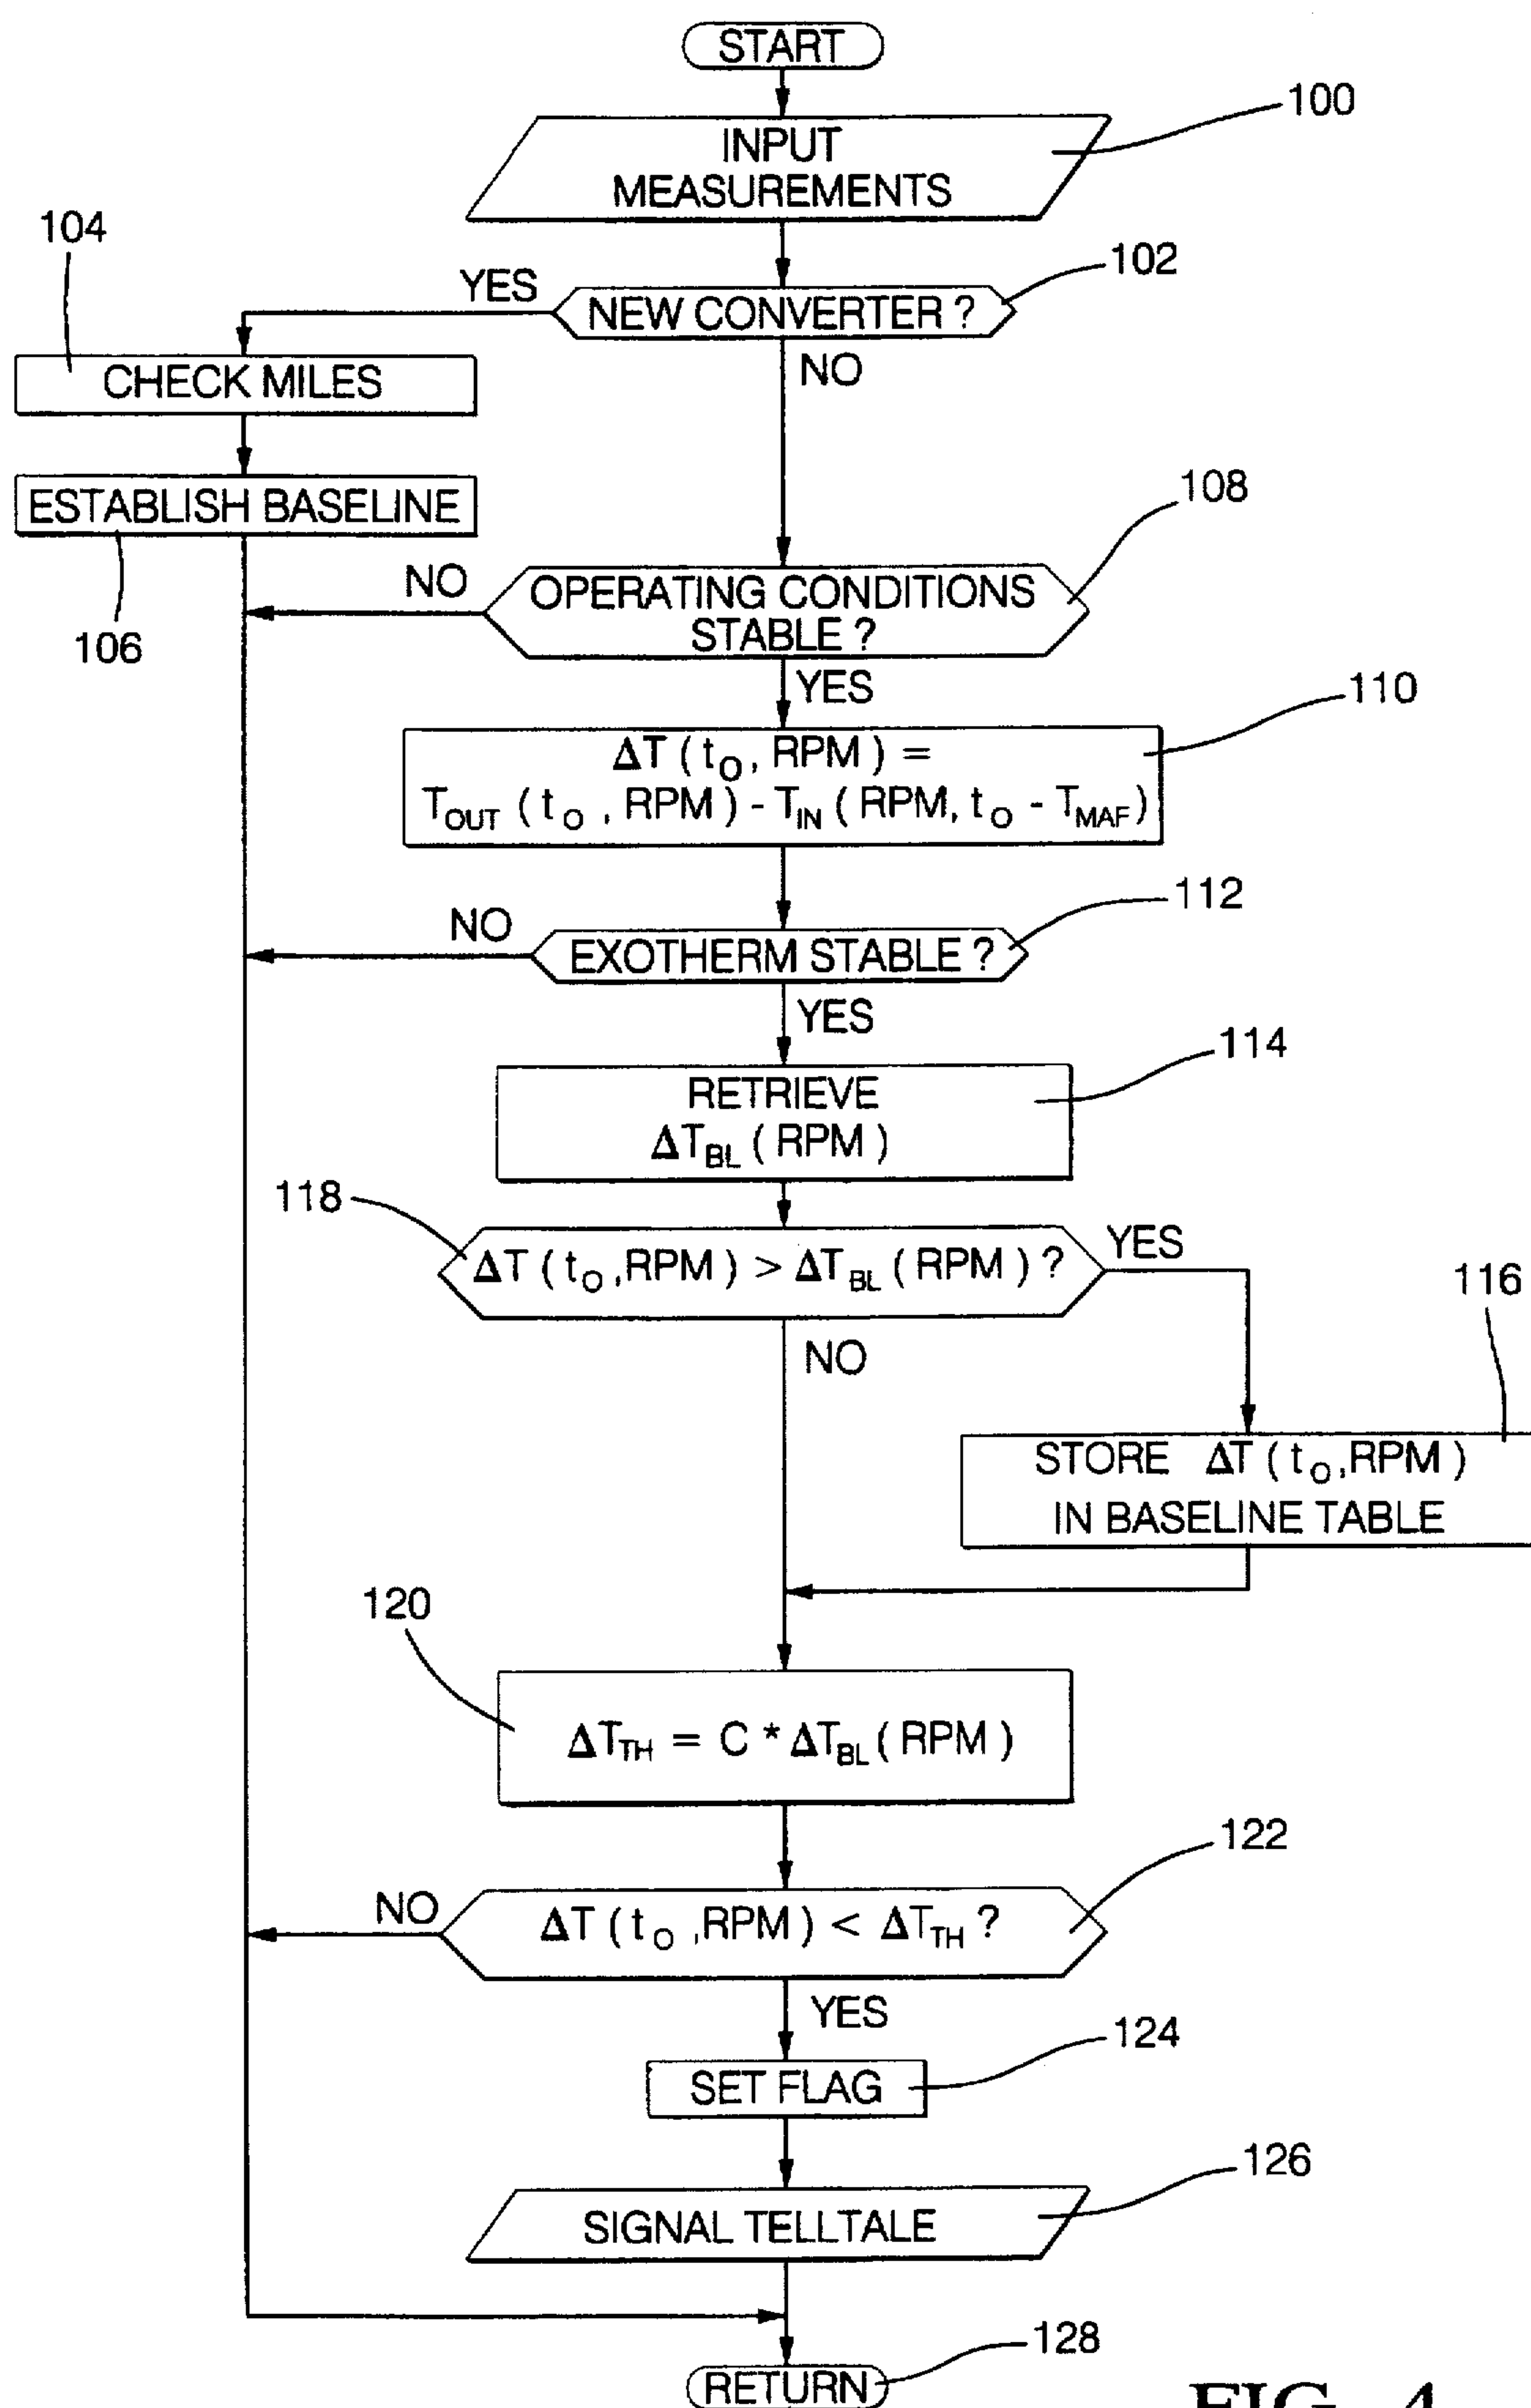 START
100
INPUT
MEASUREMENTS
104
102
YES
NEW CONVERTER ?
CHECK MILES
NO
ESTABLISH BASELINE
108
106
NO
OPERATING CONDITIONS
STABLE ?
YES
110
ΔT ( tO , RPM ) =
TOUT ( tO , RPM ) - TIN ( RPM, tO - TMAF )
112
NO
EXOTHERM STABLE ?
YES
114
RETRIEVE
ΔTBL ( RPM )
118
ΔT ( tO ,RPM ) > ΔTBL ( RPM ) ?
YES
116
NO
STORE ΔT ( tO,RPM )
IN BASELINE TABLE
120
ΔTTH = C * ΔTBL ( RPM )
122
NO
ΔT ( tO ,RPM ) < ΔTTH ?
YES
124
SET FLAG
126
SIGNAL TELLTALE
128
RETURN
FIG. 4